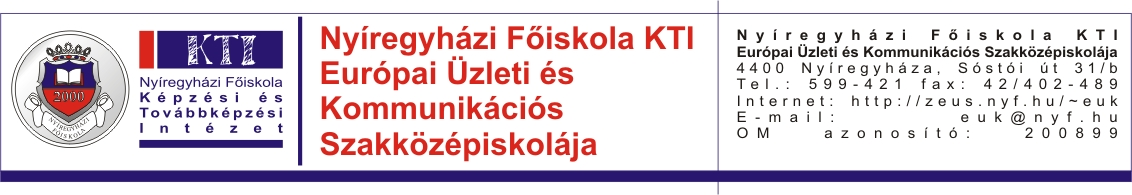 2000
NYÍREGYHÁZI
FŐISKOLA
KTI
Nyíregyházi Főiskola
Képzési és
Továbbképzési
Intézet
Nyíregyházi Főiskola KTI
Európai Üzleti és
Kommunikációs
Szakközépiskolája
Nyíregyházi Főiskola KTI
Európai Üzleti és Kommunikációs Szakközépiskolája
4400 Nyíregyháza, Sóstói út 31/b
Tel.: 599-421 fax: 42/402-489
Internet: http://zeus.nyf.hu/~euk
E-mail: euk@nyf.hu
OM azonosító: 200899